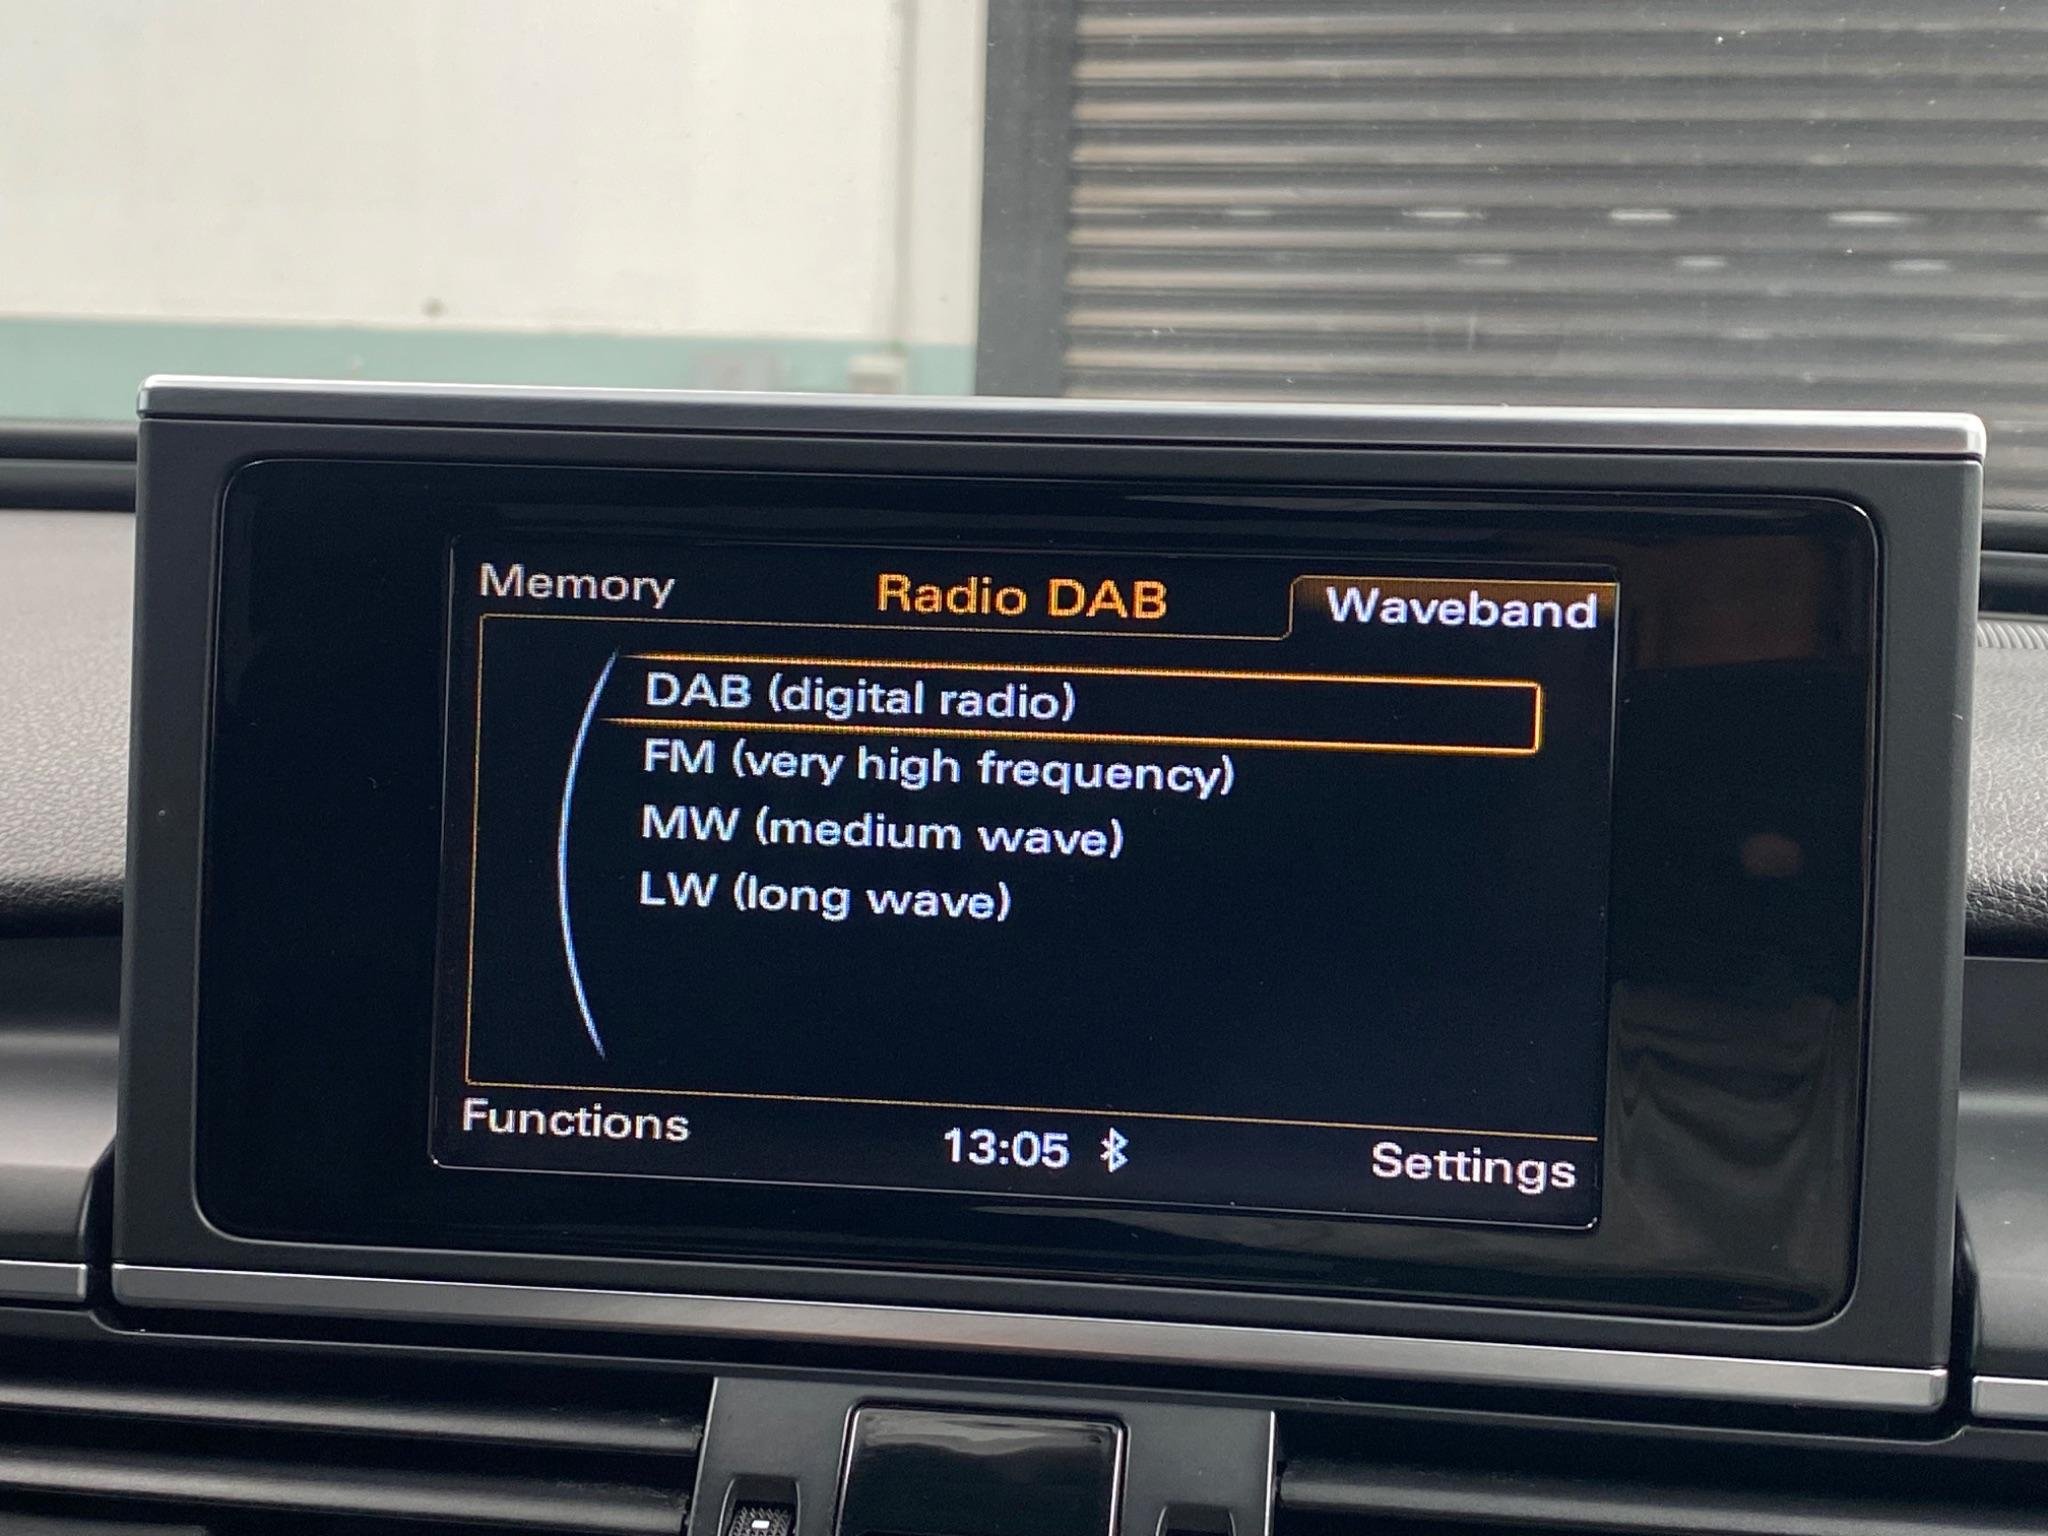 Memory Radio DAB Waveband
DAB (digital radio)
FM (very high frequency)
MW (medium wave)
LW (long wave)
Functions 13:05 Settings